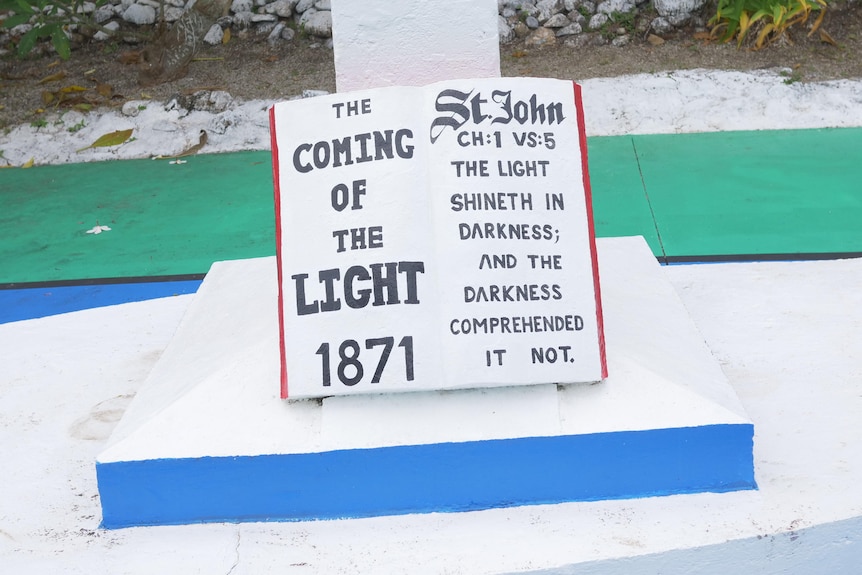 THE
COMING
OF
THE
LIGHT
1871
St. John
CH:1 VS:5
THE LIGHT
SHINETH IN
DARKNESS;
AND THE
DARKNESS
COMPREHENDED
IT NOT.